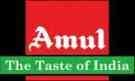 Amul
The Taste of India